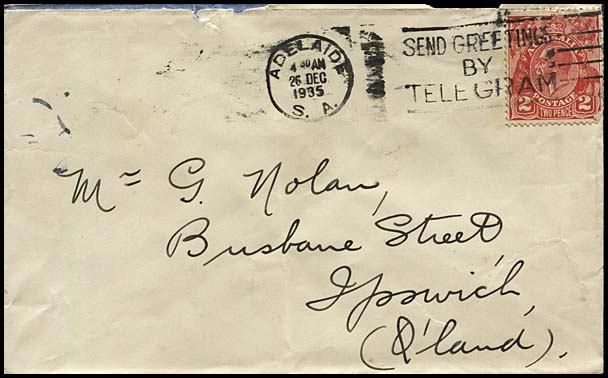 ADELAIDE
4 30 AM
26 DEC
1935
S. A.
SEND GREETINGS
BY
TELEGRAM
2 POSTAGE 2
TWO PENCE
Mr G. Nolan,
Brisbane Street
Ipswich,
(Q'land).